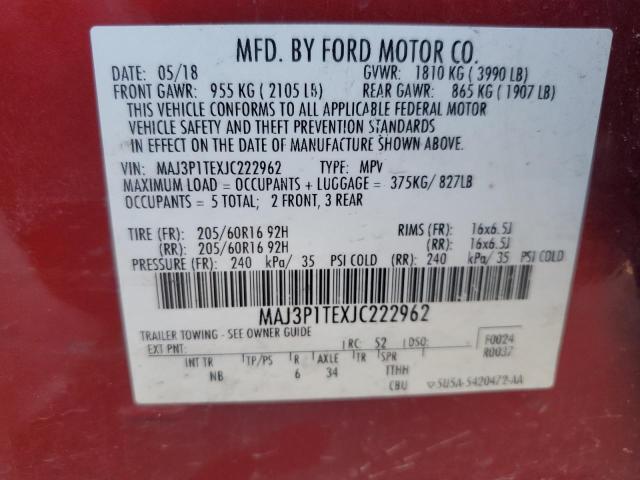 MFD. BY FORD MOTOR CO.
DATE: 05/18 GVWR: 1810 KG ( 3990 LB)
FRONT GAWR: 955 KG ( 2105 LB) REAR GAWR: 865 KG ( 1907 LB)
THIS VEHICLE CONFORMS TO ALL APPLICABLE FEDERAL MOTOR
VEHICLE SAFETY AND THEFT PREVENTION STANDARDS
IN EFFECT ON THE DATE OF MANUFACTURE SHOWN ABOVE.
VIN: MAJ3P1TEXJC222962 TYPE: MPV
MAXIMUM LOAD = OCCUPANTS + LUGGAGE = 375KG/ 827LB
OCCUPANTS = 5 TOTAL; 2 FRONT, 3 REAR
TIRE (FR): 205/60R16 92H RIMS (FR): 16x6.5J
(RR): 205/60R16 92H (RR): 16x6.5J
PRESSURE (FR): 240 kPa/ 35 PSI COLD (RR): 240 kPa/ 35 PSI COLD
MAJ3P1TEXJC222962
TRAILER TOWING - SEE OWNER GUIDE
EXT PNT: RC: 52 DSO: F0024
R0037
INT TR TP/PS R AXLE TR SPR
NB 6 34 TTHH
CBU 5U5A-5420472-AA